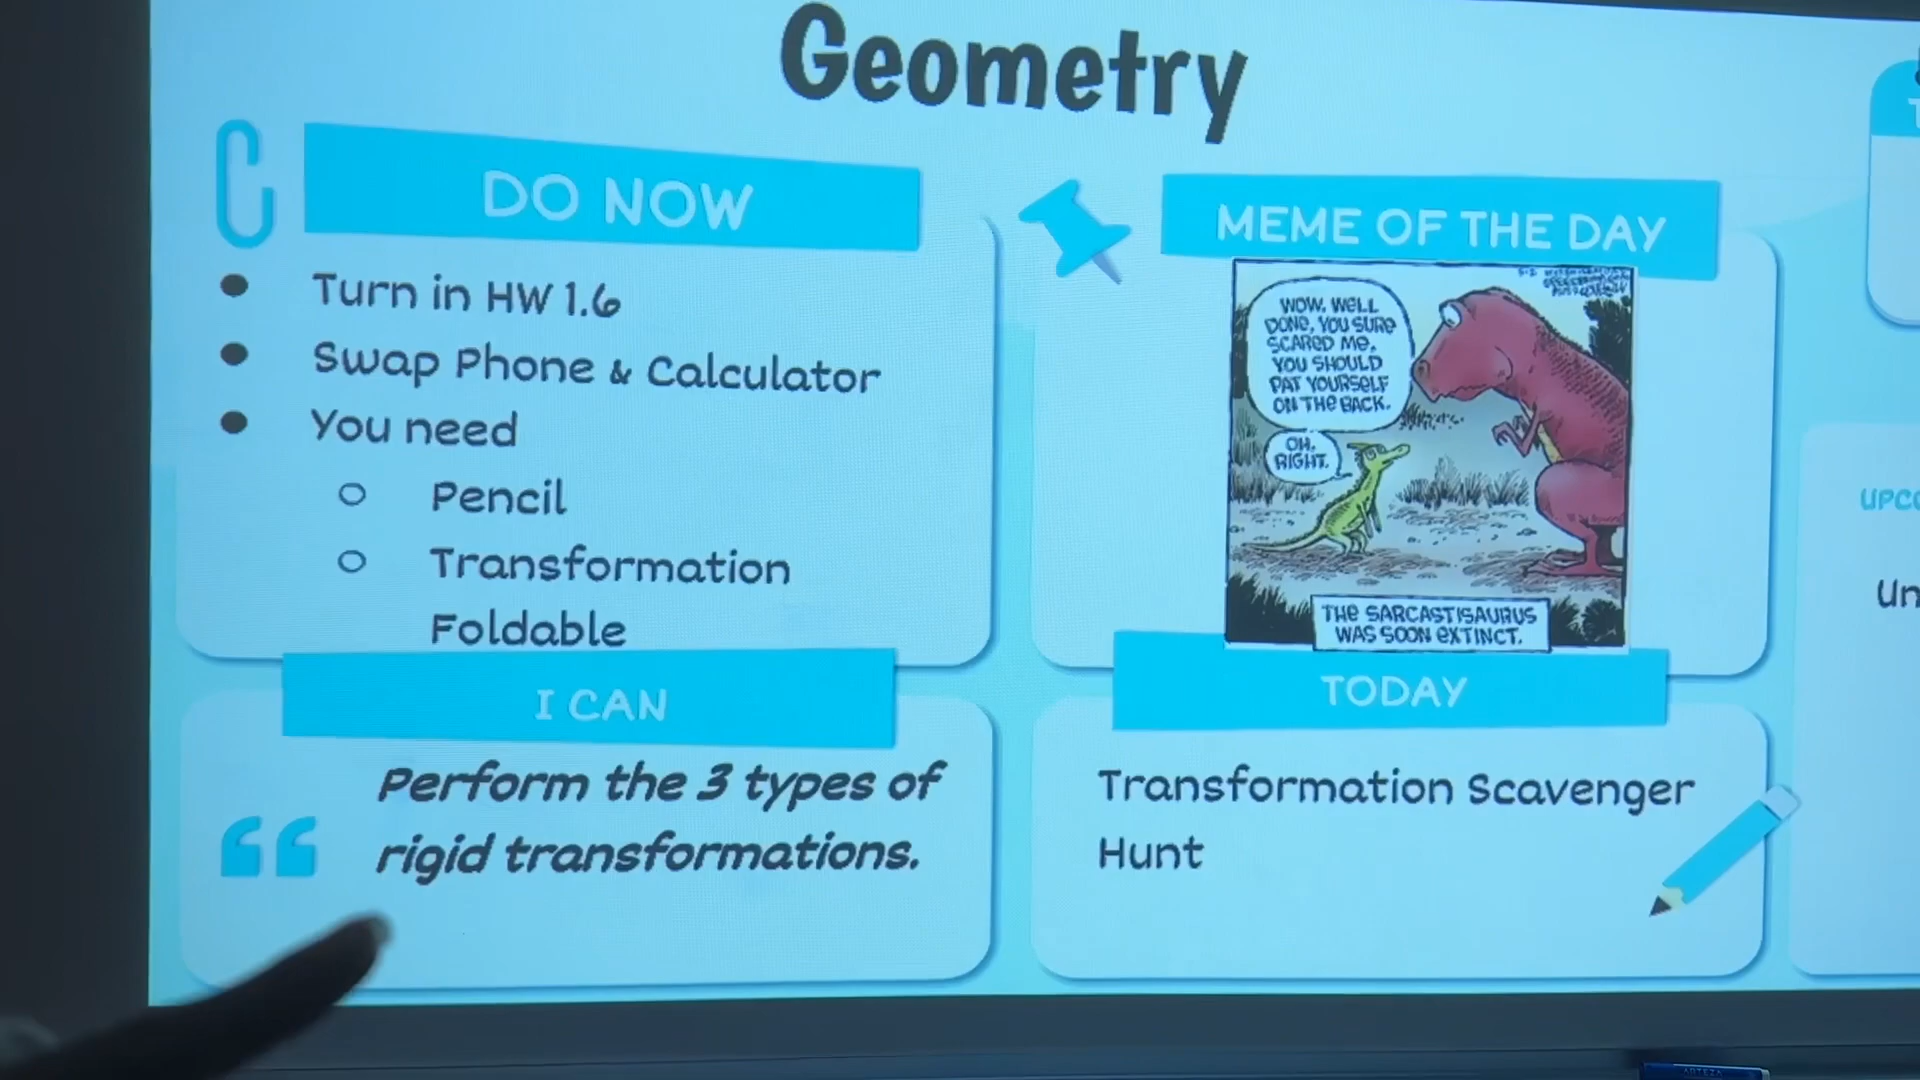 Geometry
DO NOW
Turn in HW 1.6
Swap Phone & Calculator
You need
Pencil
Transformation
Foldable
MEME OF THE DAY
WOW. WELL
DONE, YOU SURE
SCARED ME.
YOU SHOULD
PAT YOURSELF
ON THE BACK.
OH,
RIGHT.
THE SARCASTISAURUS
WAS SOON EXTINCT.
I CAN
Perform the 3 types of
rigid transformations.
TODAY
Transformation Scavenger
Hunt
UPCO
Un
ARTEZA